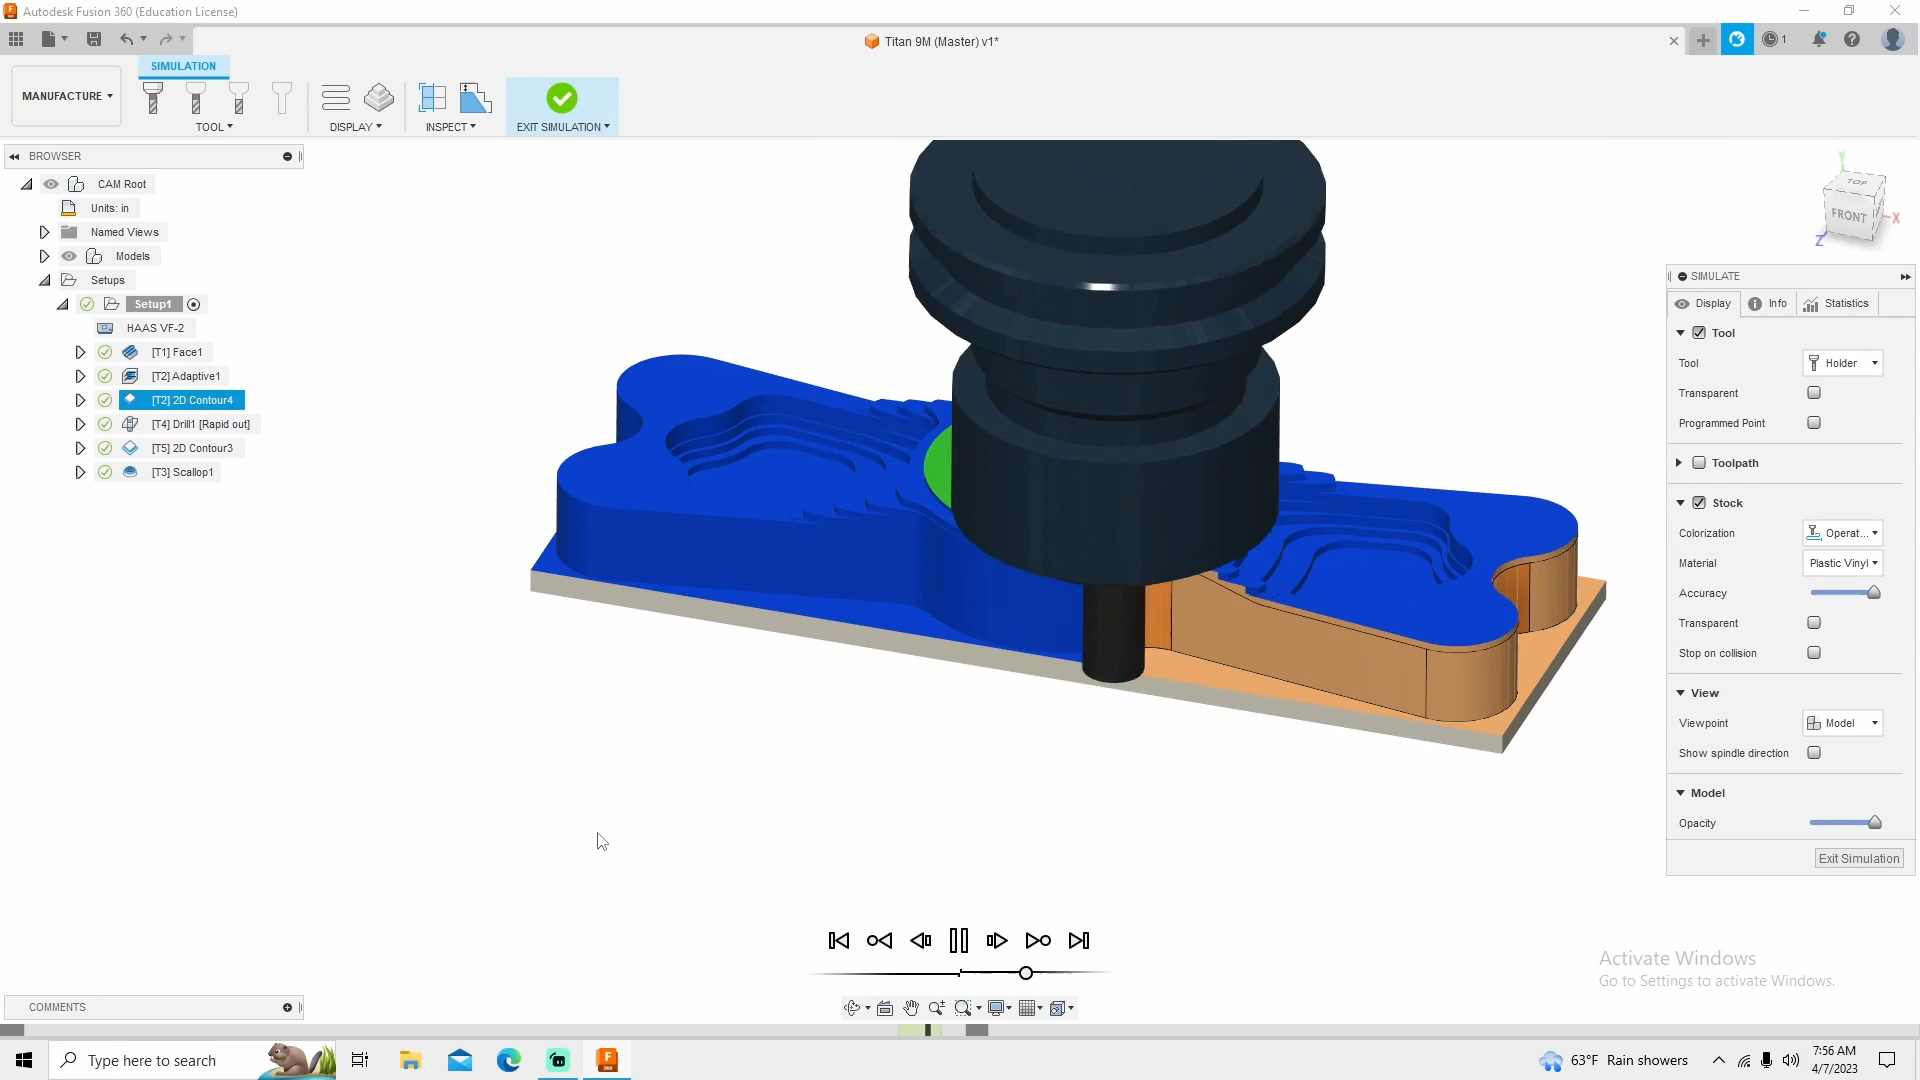 Autodesk Fusion 360 (Education License)
Titan 9M (Master) v1*
1
SIMULATION
MANUFACTURE
TOOL
DISPLAY
INSPECT
EXIT SIMULATION
BROWSER
CAM Root
Units: in
Named Views
Models
Setups
Setup1
HAAS VF-2
[T1] Face1
[T2] Adaptive1
[T2] 2D Contour4
[T4] Drill1 [Rapid out]
[T5] 2D Contour3
[T3] Scallop1
Y
TOP
FRONT
X
Z
SIMULATE
Display
Info
Statistics
Tool
Tool
Holder
Transparent
Programmed Point
Toolpath
Stock
Colorization
Operat...
Material
Plastic Vinyl
Accuracy
Transparent
Stop on collision
View
Viewpoint
Model
Show spindle direction
Model
Opacity
Exit Simulation
Activate Windows
Go to Settings to activate Windows.
COMMENTS
Type here to search
63°F Rain showers
7:56 AM
4/7/2023